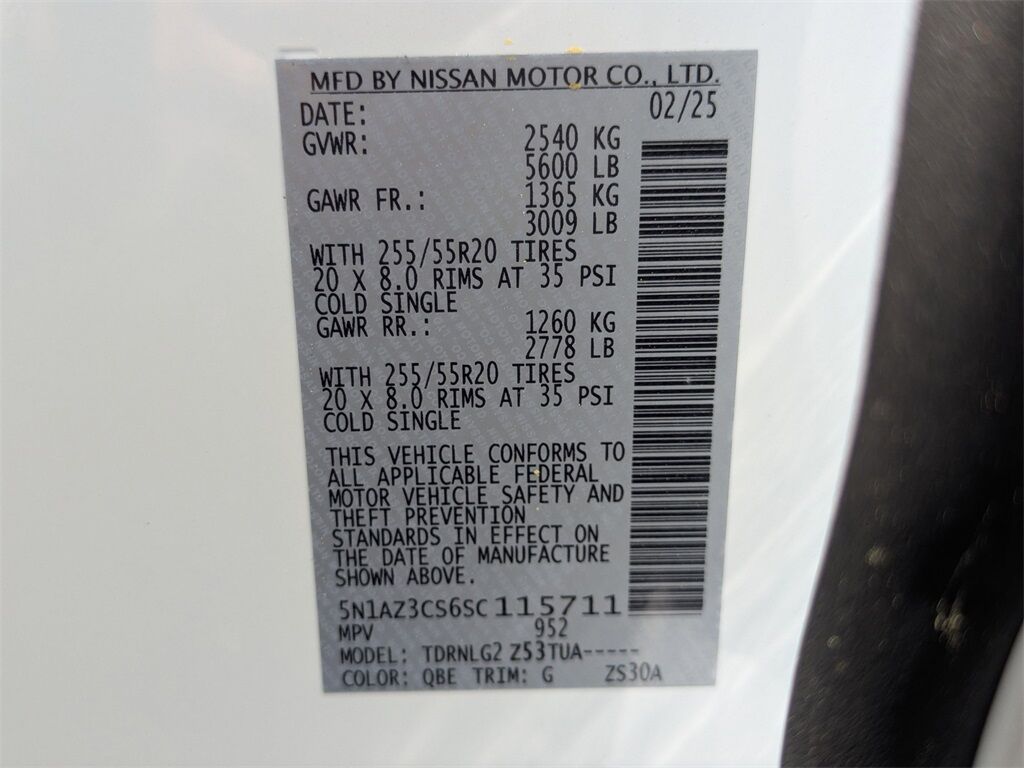 MFD BY NISSAN MOTOR CO., LTD.
DATE: 02/25
GVWR: 2540 KG
5600 LB
GAWR FR.: 1365 KG
3009 LB
WITH 255/55R20 TIRES
20 X 8.0 RIMS AT 35 PSI
COLD SINGLE
GAWR RR.: 1260 KG
2778 LB
WITH 255/55R20 TIRES
20 X 8.0 RIMS AT 35 PSI
COLD SINGLE
THIS VEHICLE CONFORMS TO
ALL APPLICABLE FEDERAL
MOTOR VEHICLE SAFETY AND
THEFT PREVENTION
STANDARDS IN EFFECT ON
THE DATE OF MANUFACTURE
SHOWN ABOVE.
5N1AZ3CS6SC115711
MPV 952
MODEL: TDRNLG2 Z53TUA-----
COLOR: QBE TRIM: G ZS30A